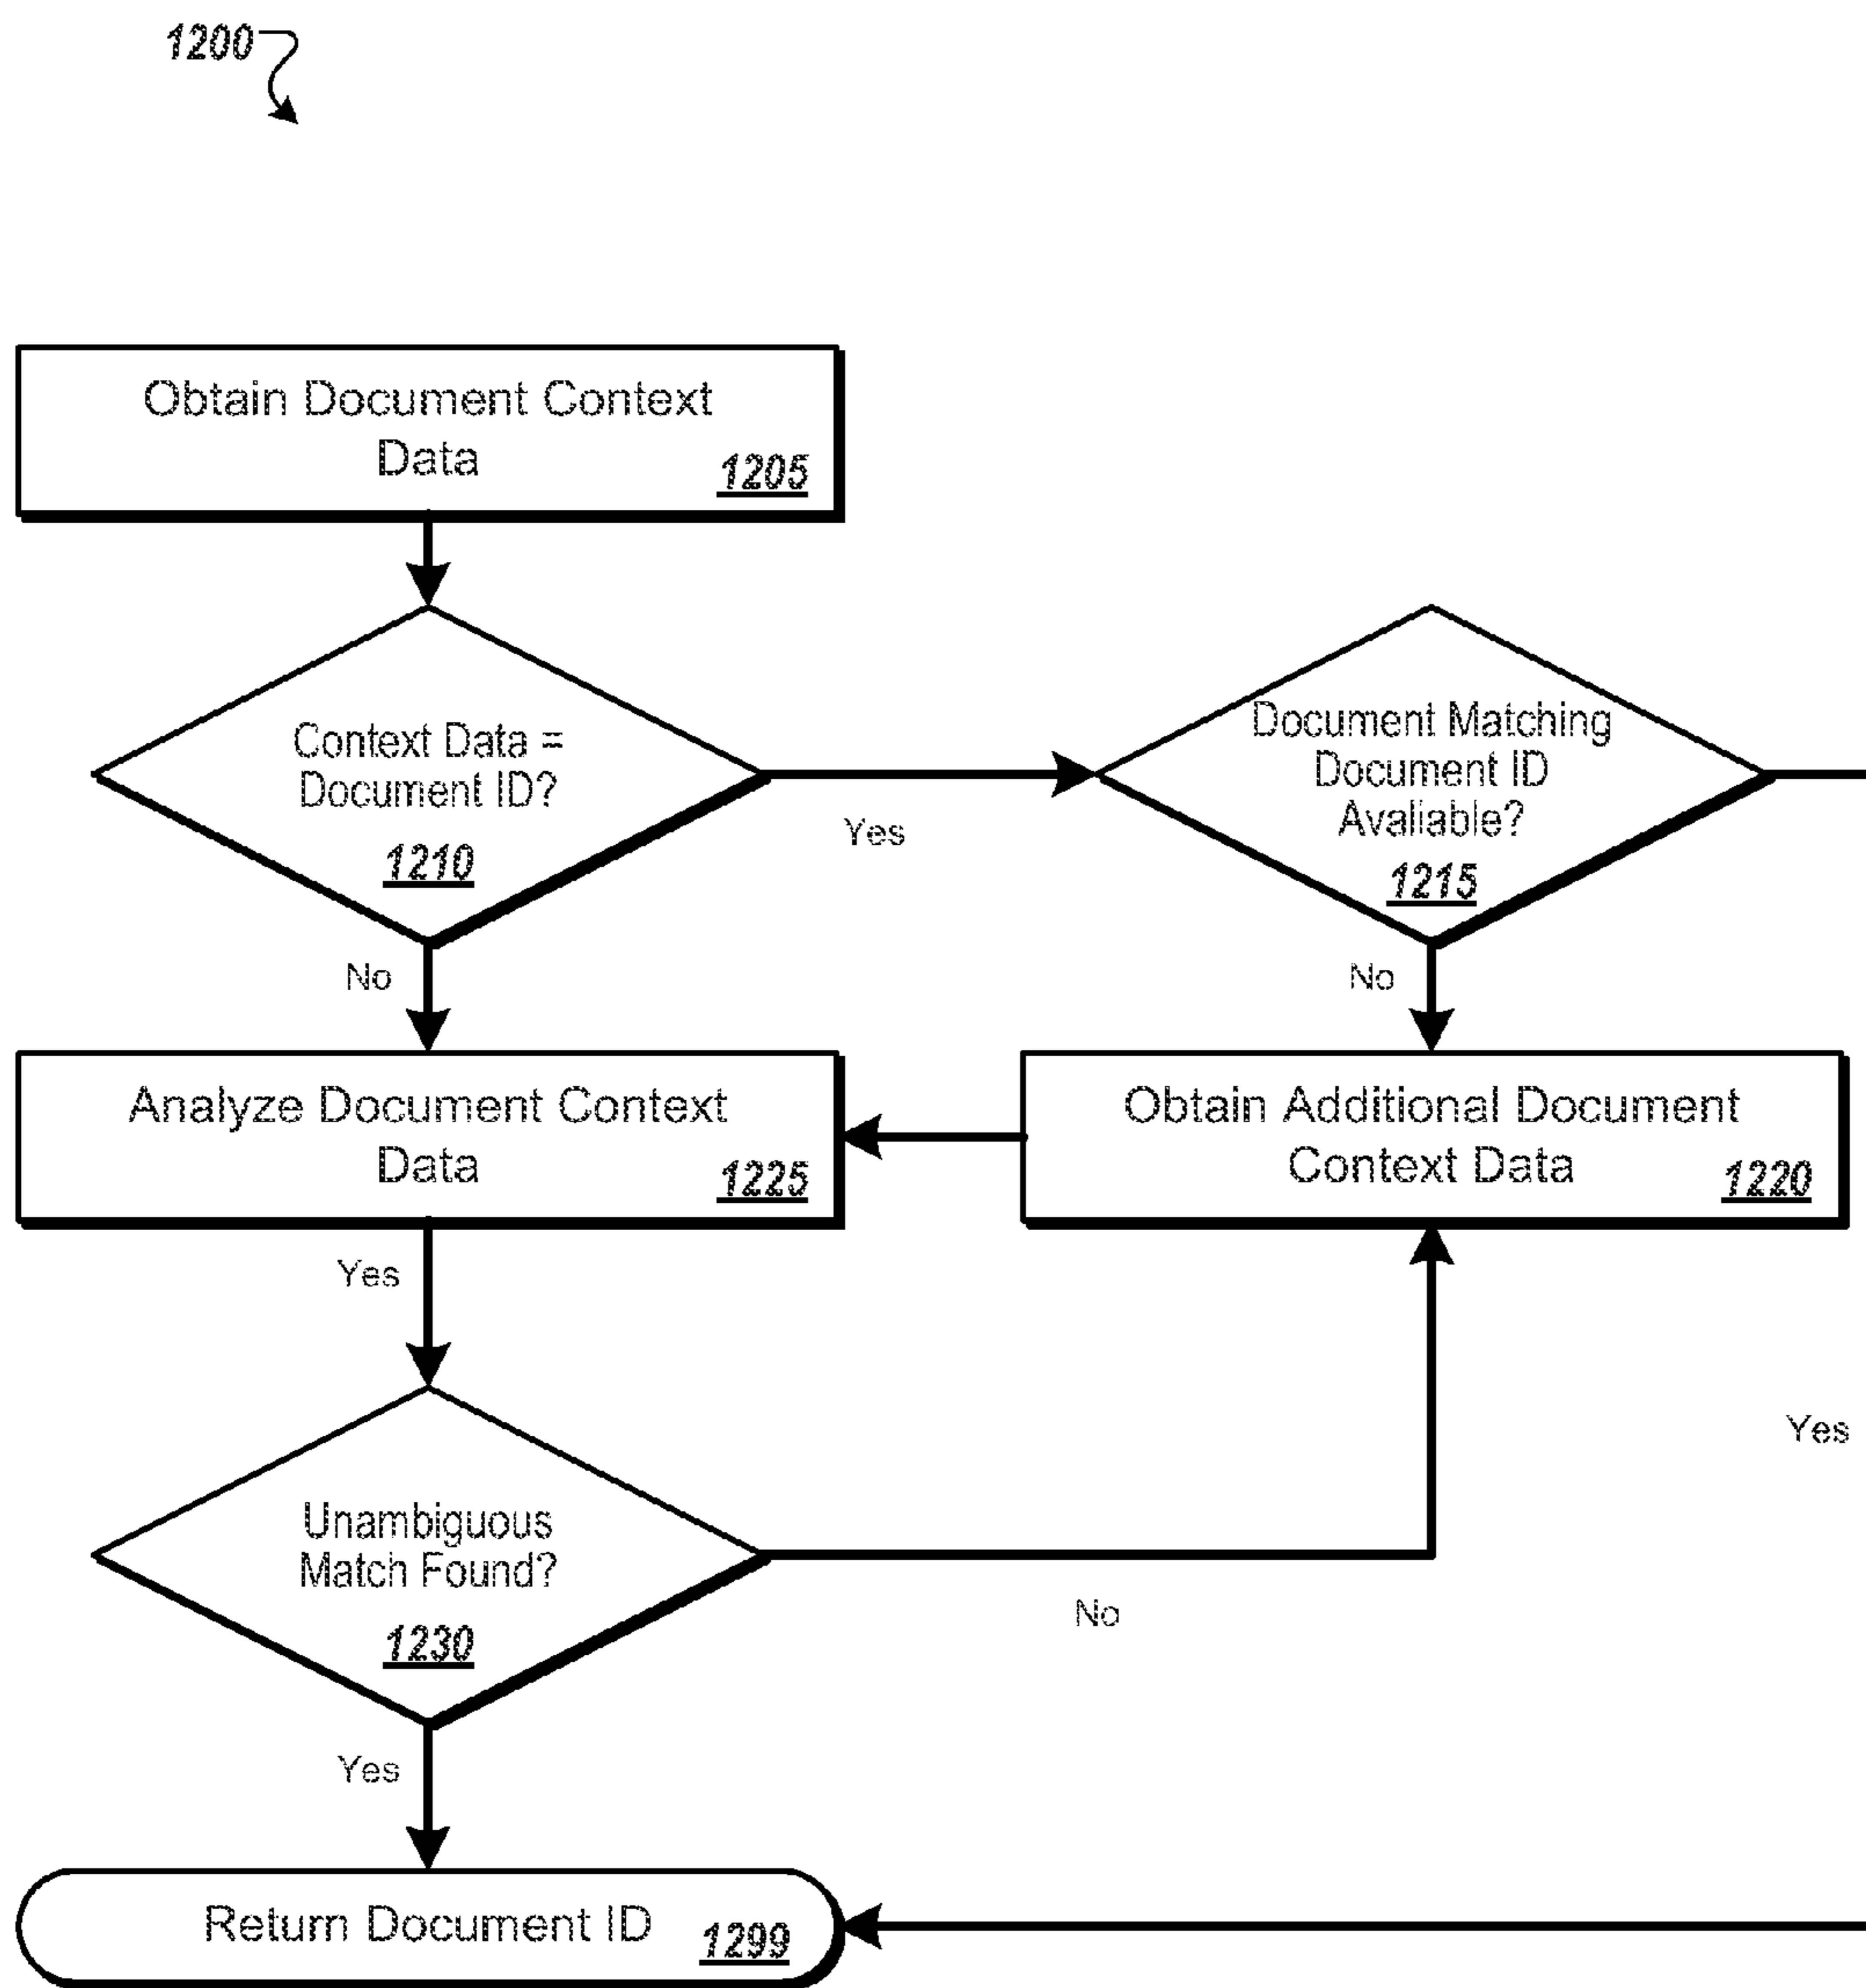 1200
Obtain Document Context
Data
1205
Context Data =
Document ID?
1210
Yes
Document Matching
Document ID
Avaliable?
1215
No
No
Analyze Document Context
Data
1225
Obtain Additional Document
Context Data
1220
Yes
Yes
Unambiguous
Match Found?
1230
No
Yes
Return Document ID
1299